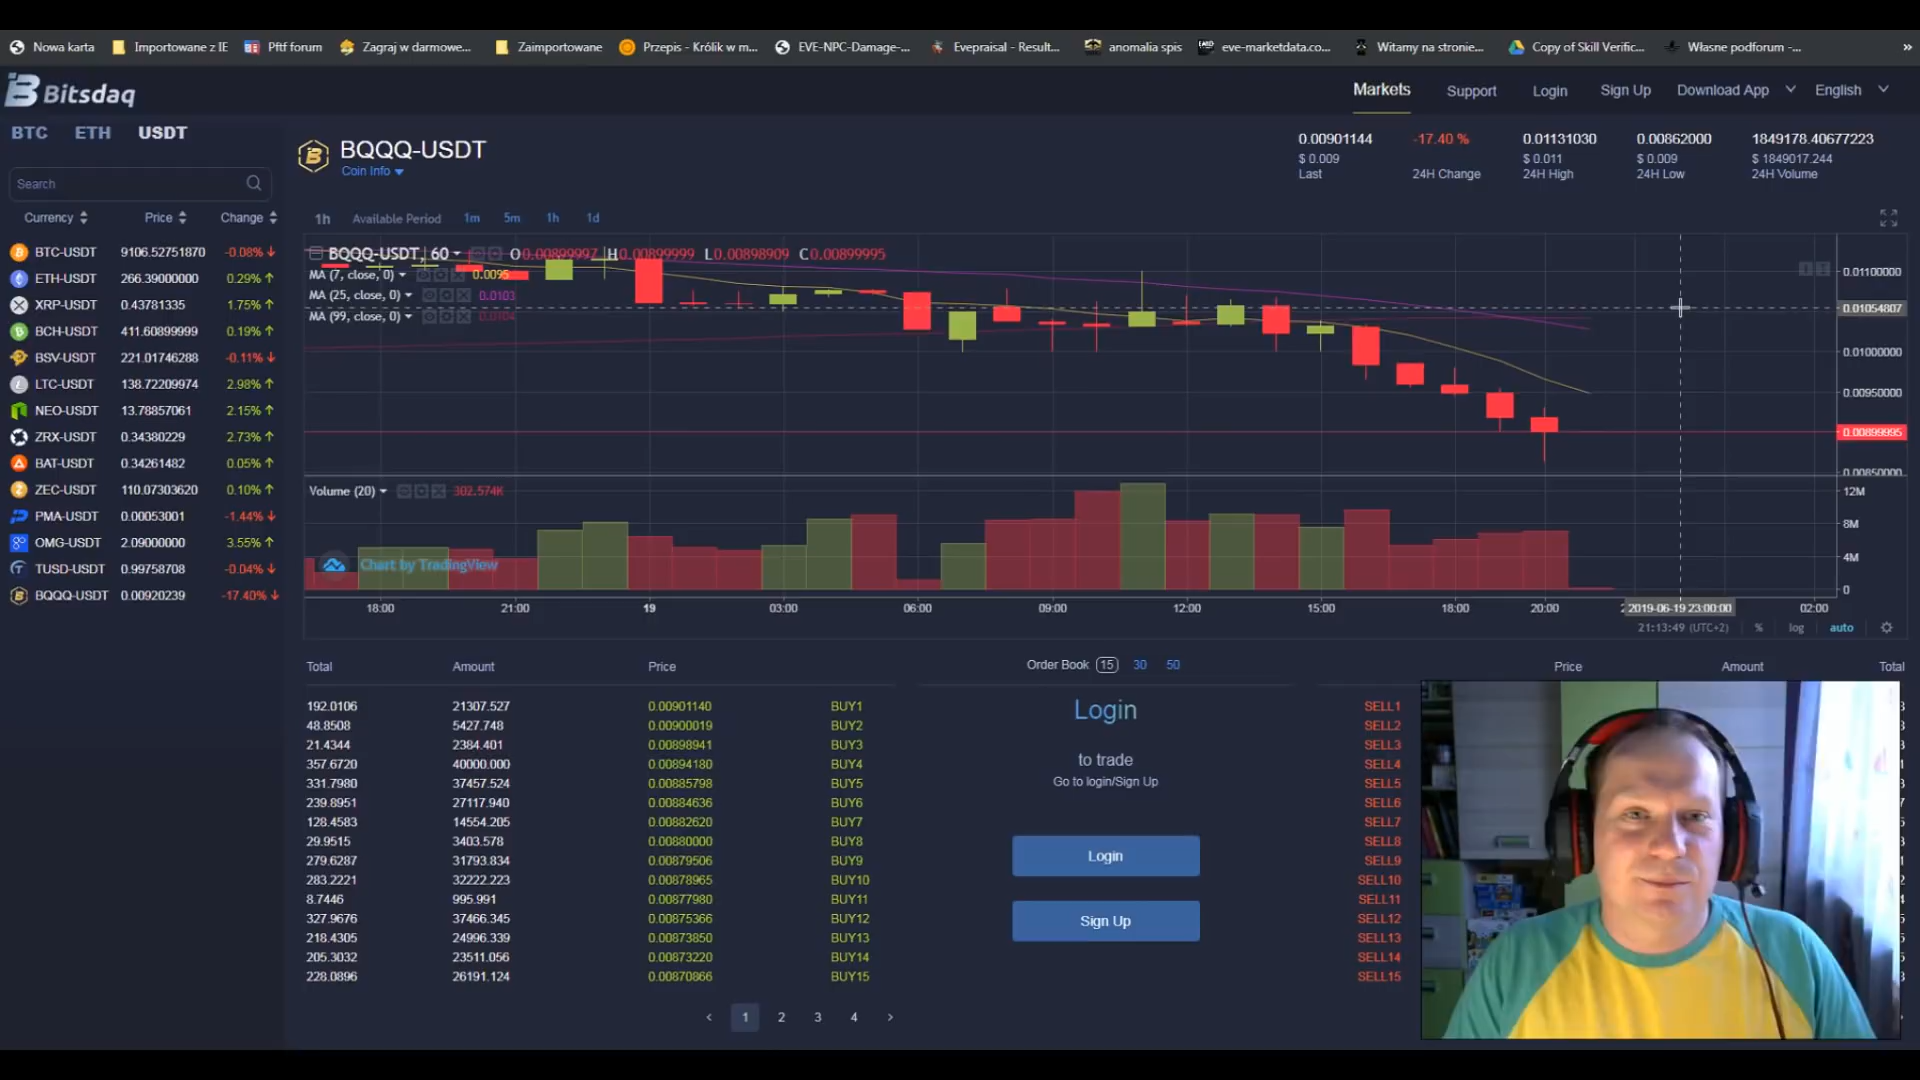 Nowa karta Importowane z IE Pftf forum Zagraj w darmowe... Zaimportowane Przepis - Królik w m... EVE-NPC-Damage-... Evepraisal - Result... anomalia spis eve-marketdata.co... Witamy na stronie... Copy of Skill Verific... Własne podforum -... »
Bitsdaq Markets Support Login Sign Up Download App English
BTC ETH USDT
BQQQ-USDT
Coin Info
0.00901144 -17.40 % 0.01131030 0.00862000 1849178.40677223
$ 0.009 $ 0.011 $ 0.009 $ 1849017.244
Last 24H Change 24H High 24H Low 24H Volume
Search
Currency Price Change
BTC-USDT 9106.52751870 -0.08%
ETH-USDT 266.39000000 0.29%
XRP-USDT 0.43781335 1.75%
BCH-USDT 411.60899999 0.19%
BSV-USDT 221.01746288 -0.11%
LTC-USDT 138.72209974 2.98%
NEO-USDT 13.78857061 2.15%
ZRX-USDT 0.34380229 2.73%
BAT-USDT 0.34261482 0.05%
ZEC-USDT 110.07303620 0.10%
PMA-USDT 0.00053001 -1.44%
OMG-USDT 2.09000000 3.55%
TUSD-USDT 0.99758708 -0.04%
BQQQ-USDT 0.00920239 -17.40%
1h Available Period 1m 5m 1h 1d
BQQQ-USDT, 60 O 0.00899997 H 0.00899999 L 0.00898909 C 0.00899995
MA (7, close, 0) 0.0095
MA (25, close, 0) 0.0103
MA (99, close, 0) 0.0104
0.01100000
0.01054807
0.01000000
0.00950000
0.00899995
0.00850000
Volume (20) 302.574K
12M
8M
4M
0
Chart by TradingView
18:00 21:00 19 03:00 06:00 09:00 12:00 15:00 18:00 20:00 2019-06-19 23:00:00 02:00
21:13:49 (UTC+2) % log auto
Total Amount Price Order Book 15 30 50 Price Amount Total
192.0106 21307.527 0.00901140 BUY1
48.8508 5427.748 0.00900019 BUY2
21.4344 2384.401 0.00898941 BUY3
357.6720 40000.000 0.00894180 BUY4
331.7980 37457.524 0.00885798 BUY5
239.8951 27117.940 0.00884636 BUY6
128.4583 14554.205 0.00882620 BUY7
29.9515 3403.578 0.00880000 BUY8
279.6287 31793.834 0.00879506 BUY9
283.2221 32222.223 0.00878965 BUY10
8.7446 995.991 0.00877980 BUY11
327.9676 37466.345 0.00875366 BUY12
218.4305 24996.339 0.00873850 BUY13
205.3032 23511.056 0.00873220 BUY14
228.0896 26191.124 0.00870866 BUY15
Login
to trade
Go to login/Sign Up
Login
Sign Up
SELL1
SELL2
SELL3
SELL4
SELL5
SELL6
SELL7
SELL8
SELL9
SELL10
SELL11
SELL12
SELL13
SELL14
SELL15
‹ 1 2 3 4 ›